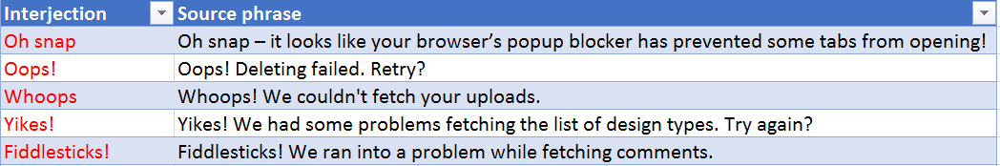 Interjection Source phrase
Oh snap Oh snap – it looks like your browser’s popup blocker has prevented some tabs from opening!
Oops! Oops! Deleting failed. Retry?
Whoops Whoops! We couldn't fetch your uploads.
Yikes! Yikes! We had some problems fetching the list of design types. Try again?
Fiddlesticks! Fiddlesticks! We ran into a problem while fetching comments.